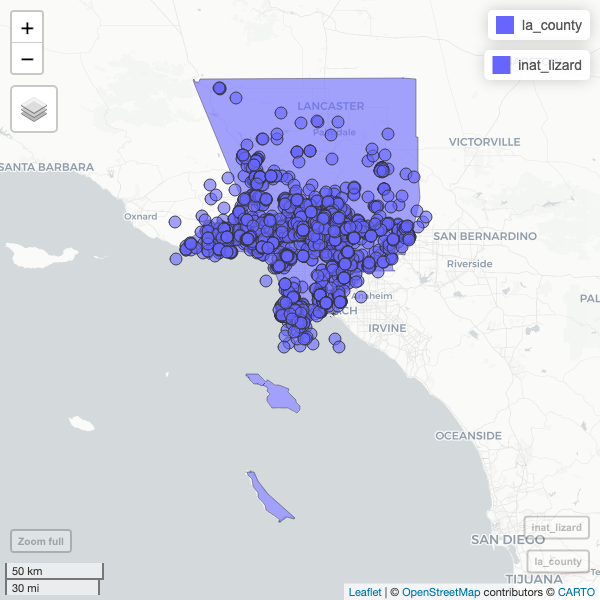 +
−
la_county
inat_lizard
LANCASTER
Palmdale
VICTORVILLE
SANTA BARBARA
Oxnard
SAN BERNARDINO
Riverside
Anaheim
PAL
IRVINE
OCEANSIDE
SAN DIEGO
TIJUANA
Te
Zoom full
inat_lizard
la_county
50 km
30 mi
Leaflet | © OpenStreetMap contributors © CARTO